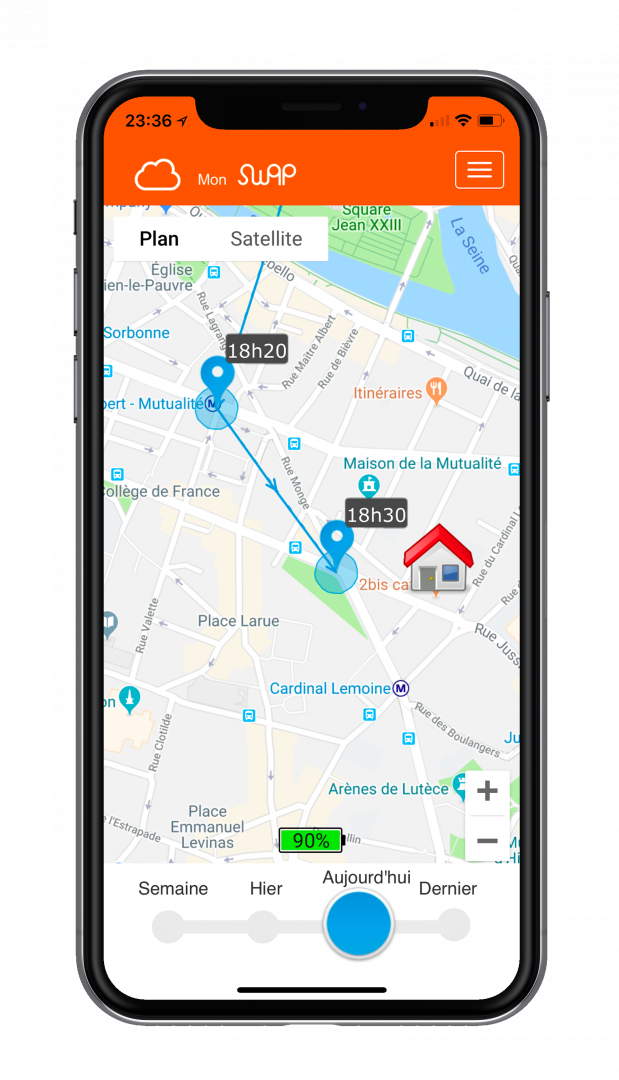 23:36
Mon SWAP
Square
Jean XXIII
La Seine
Plan
Satellite
Église
ien-le-Pauvre
Rue Lagrange
Rue Maître Albert
Rue de Bièvre
Sorbonne
18h20
Quai de la
Itinéraires
bert - Mutualité
M
Rue Monge
Maison de la Mutualité
Collège de France
18h30
Rue du Cardinal L
2bis ca
Rue Valette
Place Larue
Rue Juss
Cardinal Lemoine
M
on
Rue des Boulangers
Rue Clotilde
Ju
Arènes de Lutèce
+
Place
Emmanuel
Levinas
l'Estrapade
90%
llin
−
Semaine
Hier
Aujourd'hui
Dernier